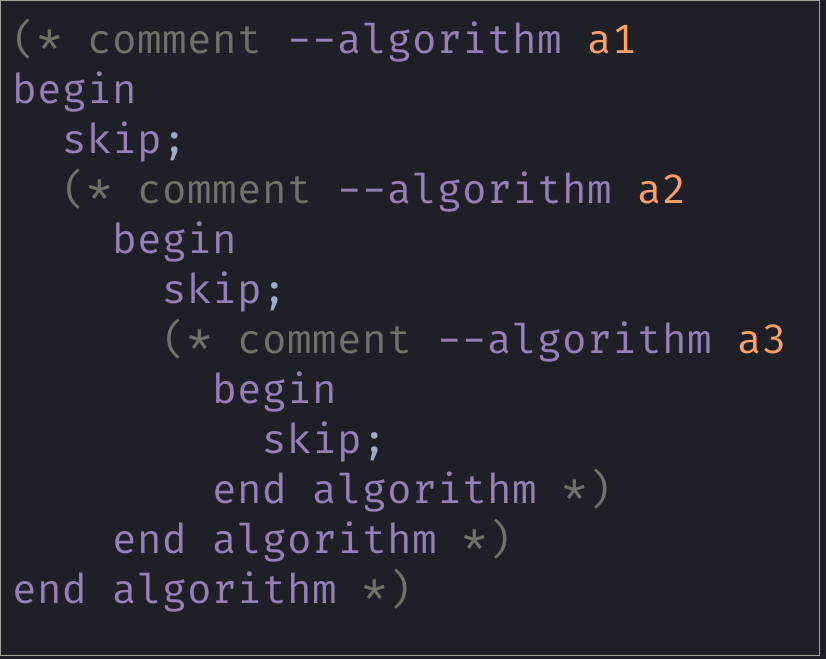 (* comment --algorithm a1
begin
  skip;
  (* comment --algorithm a2
    begin
      skip;
      (* comment --algorithm a3
        begin
          skip;
        end algorithm *)
    end algorithm *)
end algorithm *)